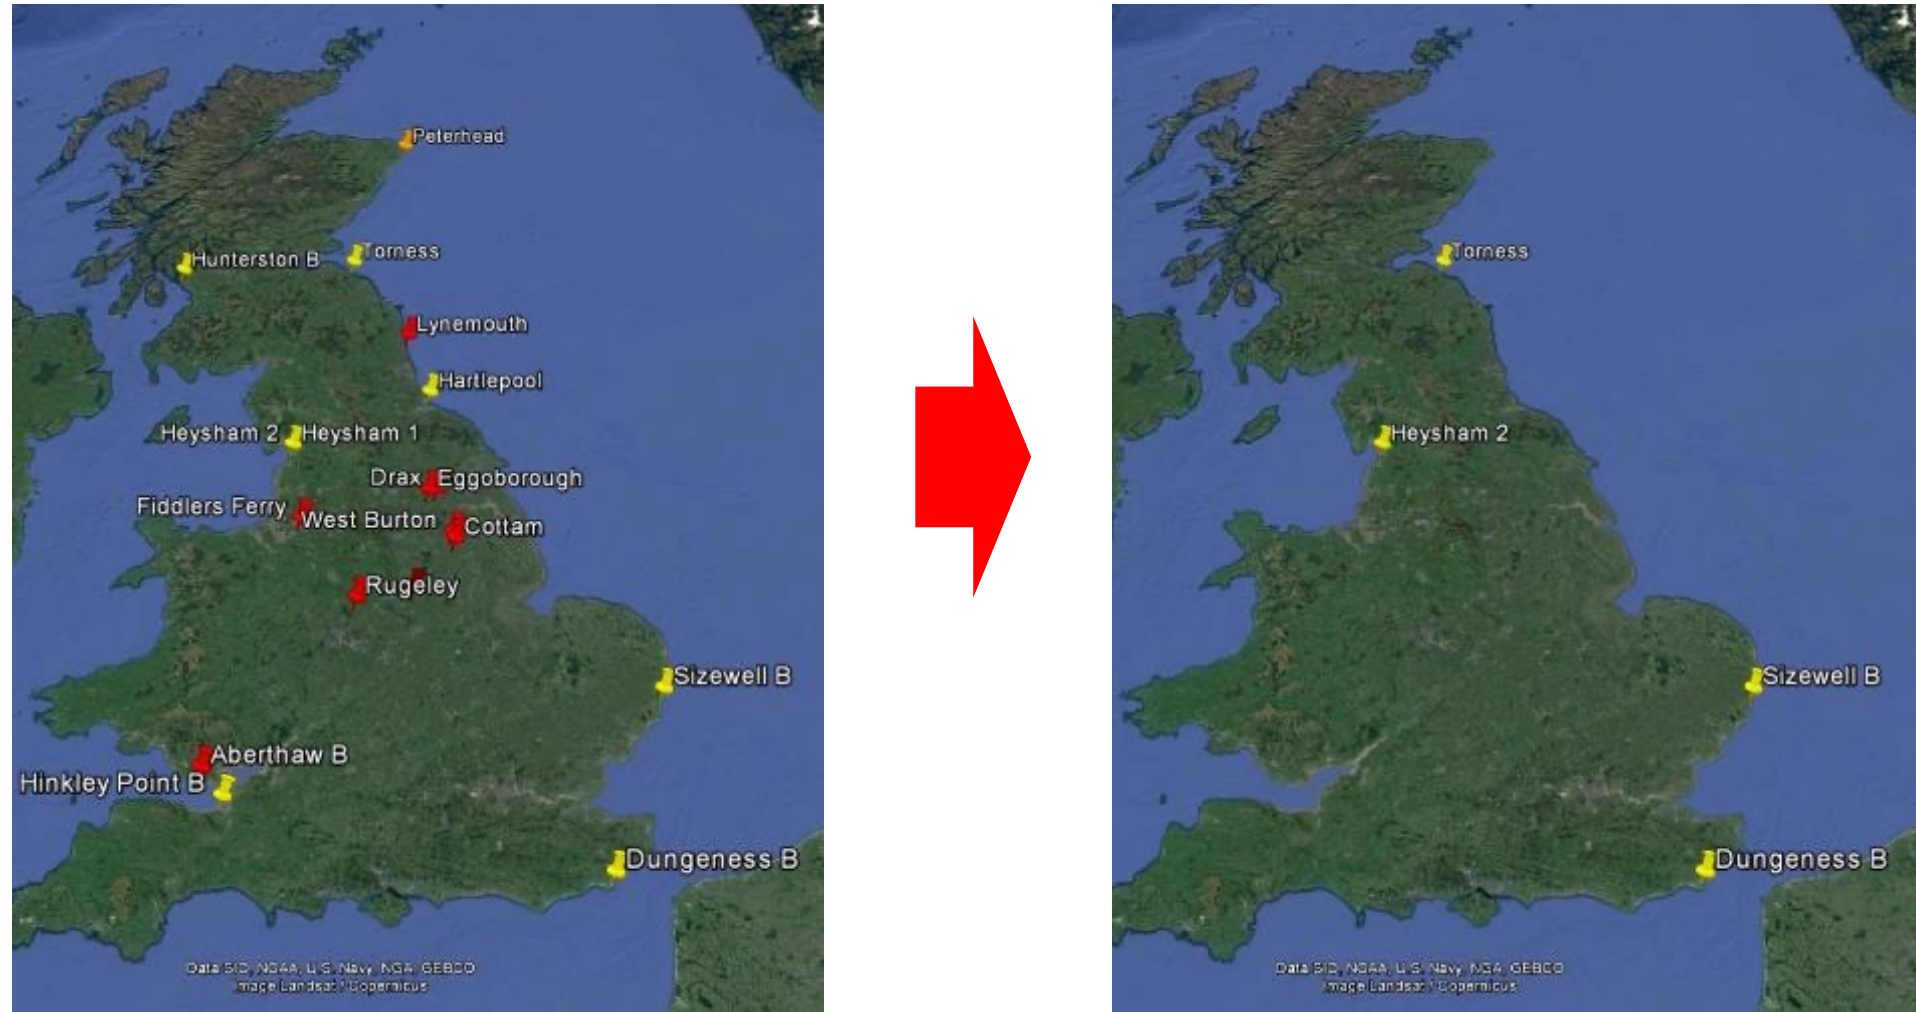 Peterhead
Hunterston B
Torness
Lynemouth
Hartlepool
Heysham 2 Heysham 1
Drax Eggoborough
Fiddlers Ferry
West Burton Cottam
Rugeley
Sizewell B
Aberthaw B
Hinkley Point B
Dungeness B
Data SIO, NOAA, U.S. Navy, NGA, GEBCO
Image Landsat / Copernicus
Torness
Heysham 2
Sizewell B
Dungeness B
Data SIO, NOAA, U.S. Navy, NGA, GEBCO
Image Landsat / Copernicus